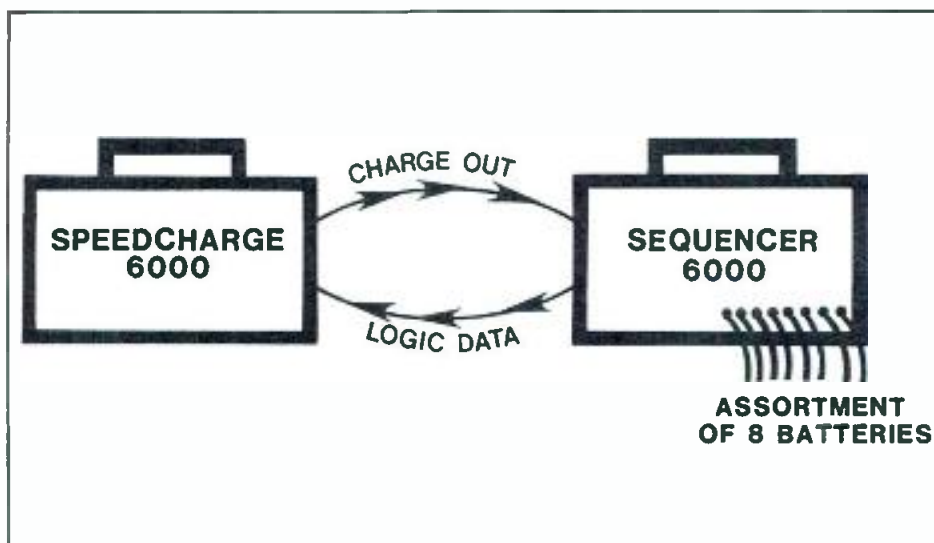 CHARGE OUT
SPEEDCHARGE
6000
SEQUENCER
6000
LOGIC DATA
ASSORTMENT
OF 8 BATTERIES